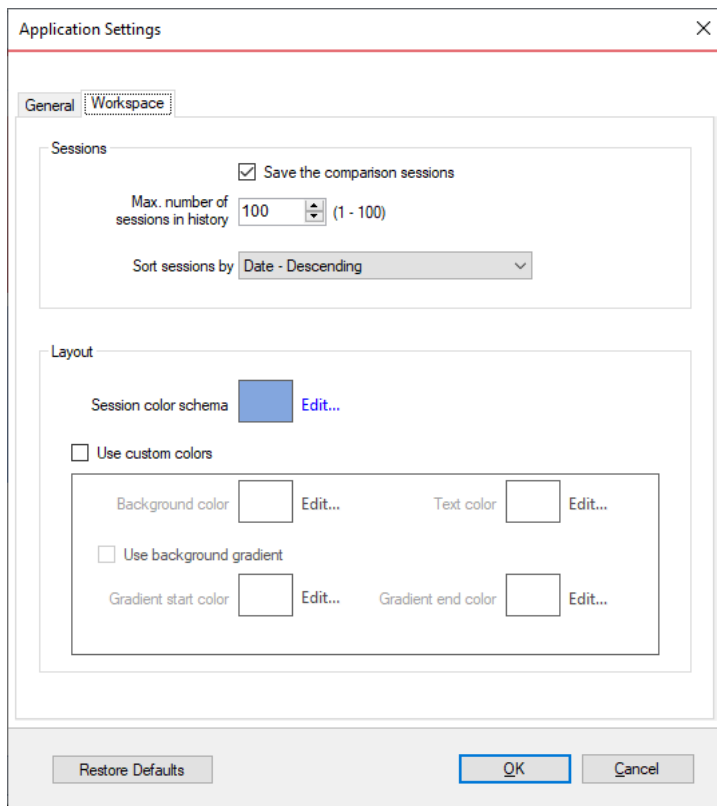 Application Settings
General Workspace
Sessions
Save the comparison sessions
Max. number of
sessions in history 100 (1 - 100)
Sort sessions by Date - Descending
Layout
Session color schema Edit...
Use custom colors
Background color Edit... Text color Edit...
Use background gradient
Gradient start color Edit... Gradient end color Edit...
Restore Defaults OK Cancel